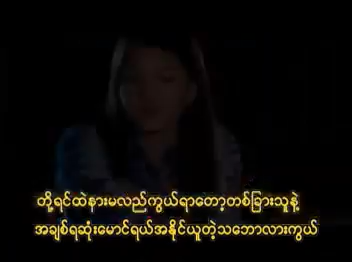 တို့ရင်ထဲနားမလည်ကွယ်ရာတော့တစ်ခြားသူနဲ့
အချစ်ရဆုံးမောင်ရယ်အနိုင်ယူတဲ့သဘောလားကွယ်